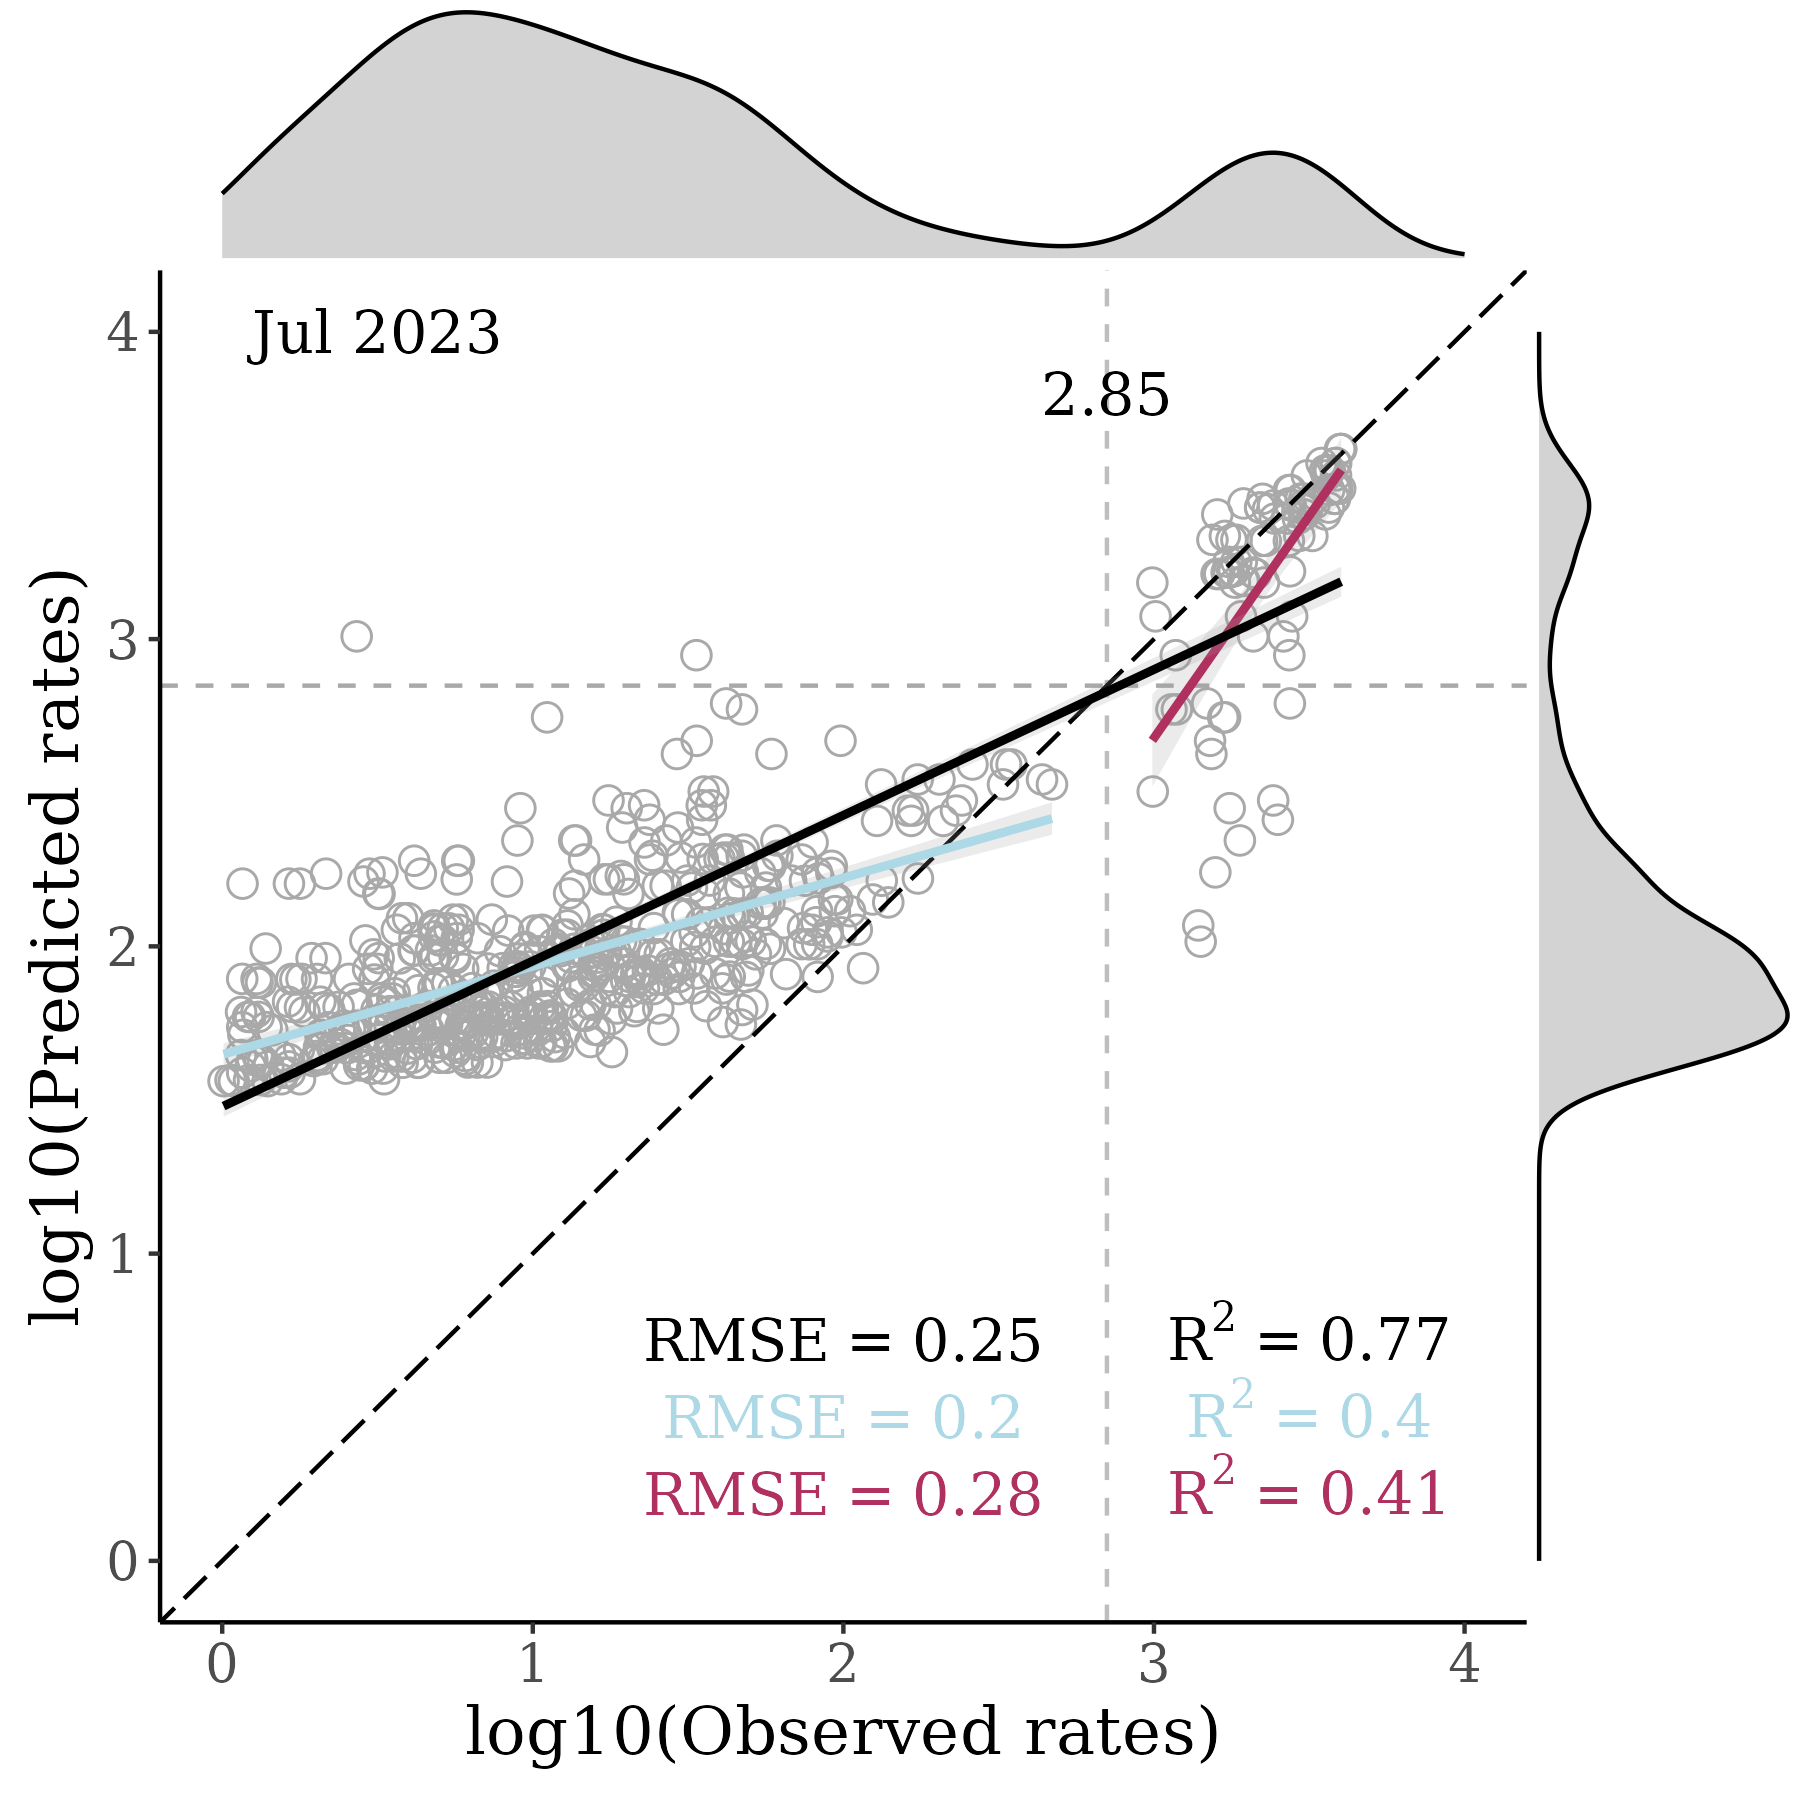 Jul 2023
2.85
4
3
2
1
0
log10(Predicted rates)
RMSE = 0.25 R² = 0.77
RMSE = 0.2 R² = 0.4
RMSE = 0.28 R² = 0.41
0 1 2 3 4
log10(Observed rates)